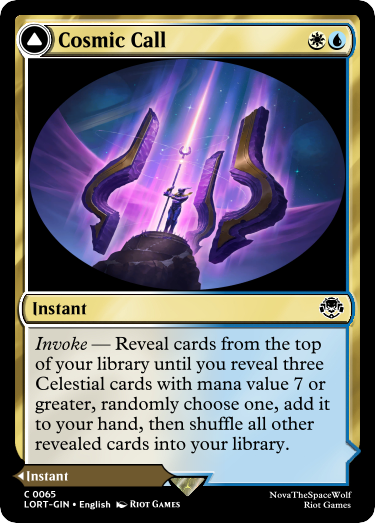 Cosmic Call
Instant
Invoke — Reveal cards from the top
of your library until you reveal three
Celestial cards with mana value 7 or
greater, randomly choose one, add it
to your hand, then shuffle all other
revealed cards into your library.
Instant
C 0065
LORT-GIN • English RIOT GAMES
NovaTheSpaceWolf
Riot Games